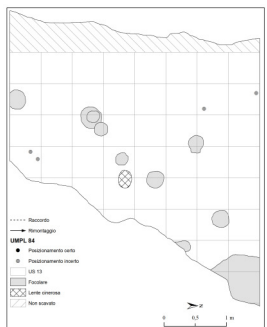 Raccordo
Rimontaggio
UMPL 84
Posizionamento certo
Posizionamento incerto
US 13
Focolare
Lente cinerosa
Non scavato
N
0 0,5 1 m